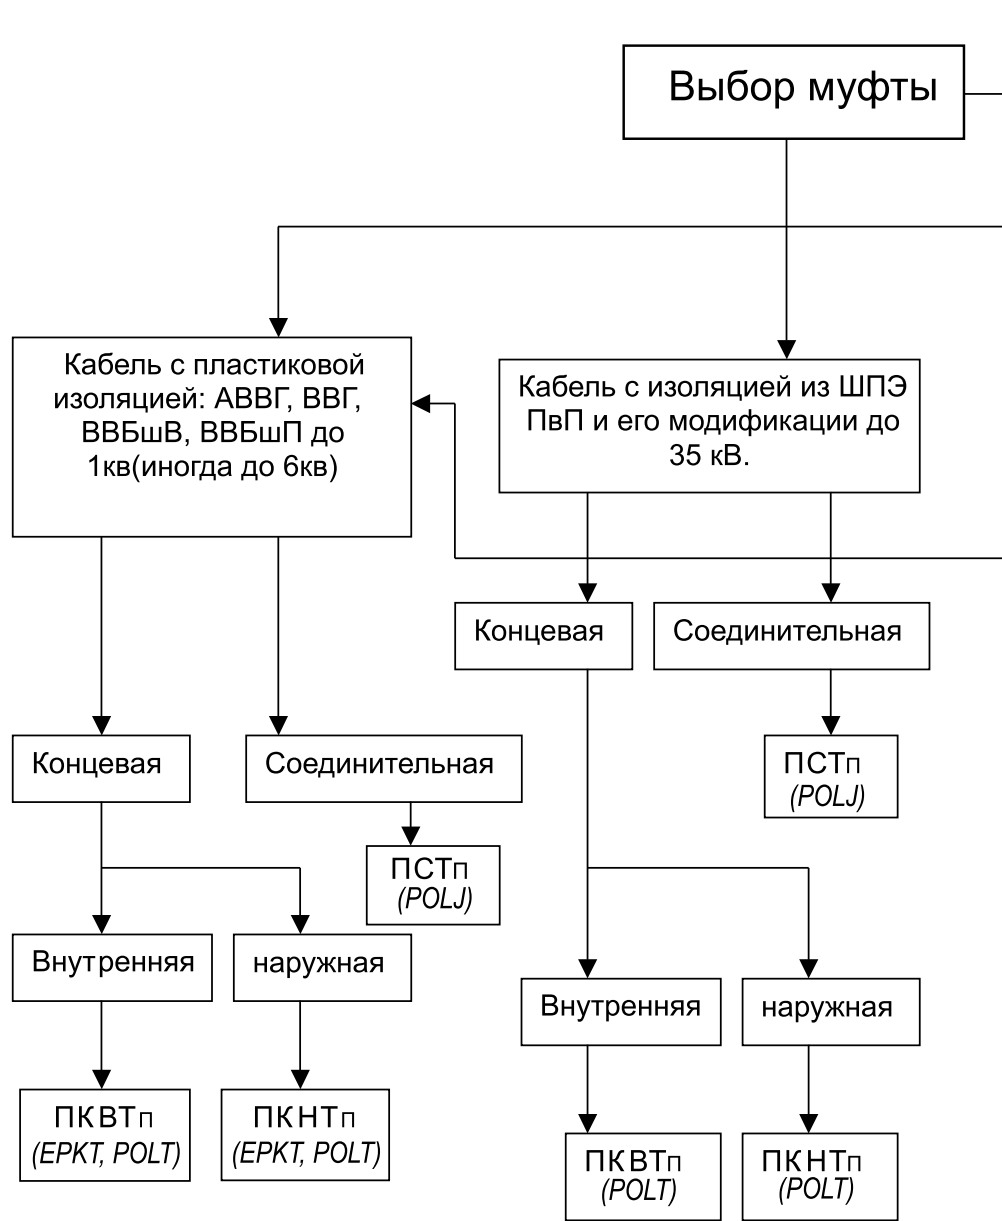 Выбор муфты
Кабель с пластиковой
изоляцией: АВВГ, ВВГ,
ВВБшВ, ВВБшП до
1кв(иногда до 6кв)
Кабель с изоляцией из ШПЭ
ПвП и его модификации до
35 кВ.
Концевая
Соединительная
ПСТп
(POLJ)
Концевая
Соединительная
ПСТп
(POLJ)
Внутренняя
наружная
ПКВТп
(EPKT, POLT)
ПКНТп
(EPKT, POLT)
Внутренняя
наружная
ПКВТп
(POLT)
ПКНТп
(POLT)